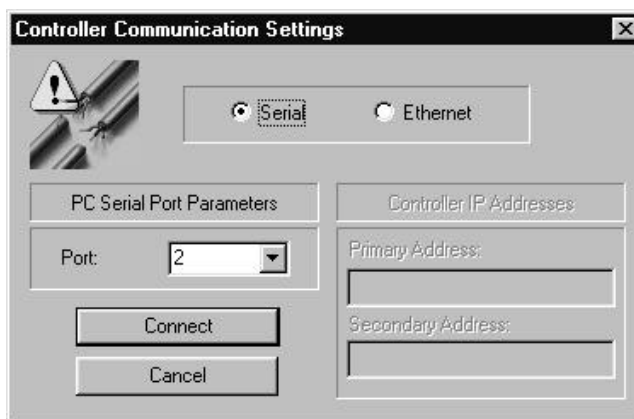 Controller Communication Settings
Serial
Ethernet
PC Serial Port Parameters
Port:
2
Connect
Cancel
Controller IP Addresses
Primary Address:
Secondary Address: